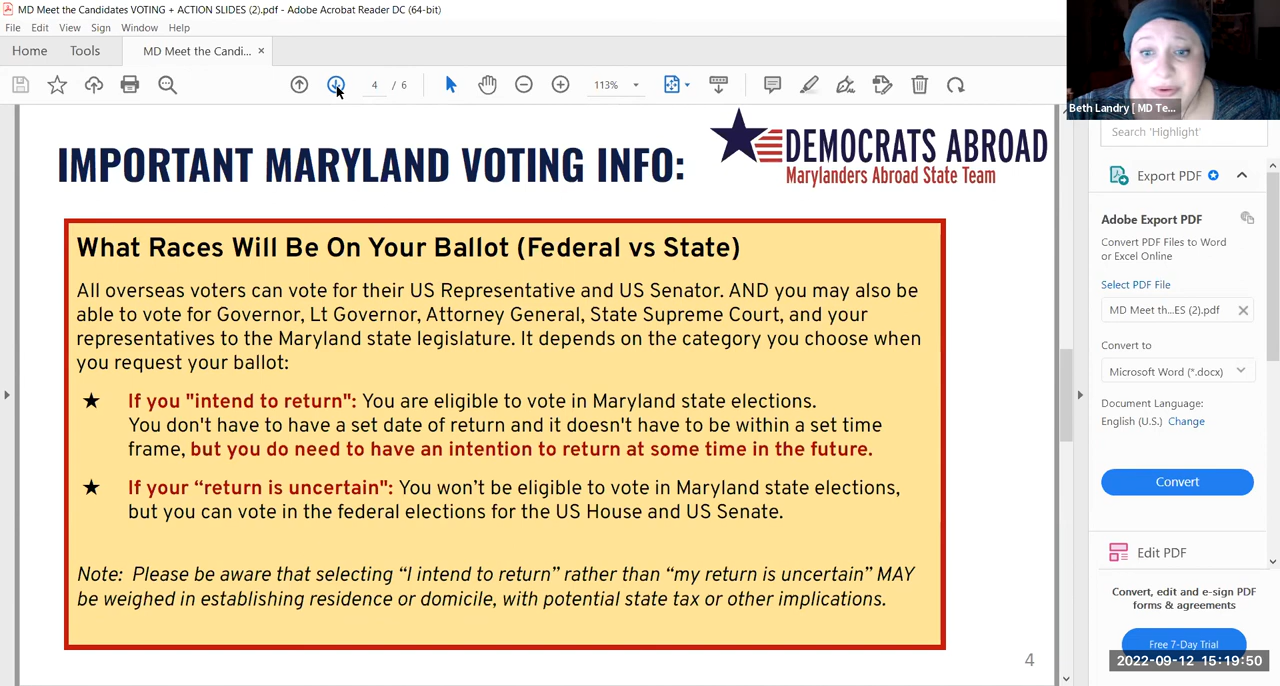 MD Meet the Candidates VOTING + ACTION SLIDES (2).pdf - Adobe Acrobat Reader DC (64-bit)
File Edit View Sign Window Help
Home Tools MD Meet the Candi... ×
4 / 6 113%
Beth Landry [ MD Te...
DEMOCRATS ABROAD
Marylanders Abroad State Team
IMPORTANT MARYLAND VOTING INFO:
What Races Will Be On Your Ballot (Federal vs State)
All overseas voters can vote for their US Representative and US Senator. AND you may also be
able to vote for Governor, Lt Governor, Attorney General, State Supreme Court, and your
representatives to the Maryland state legislature. It depends on the category you choose when
you request your ballot:
★ If you "intend to return": You are eligible to vote in Maryland state elections.
You don't have to have a set date of return and it doesn't have to be within a set time
frame, but you do need to have an intention to return at some time in the future.
★ If your “return is uncertain": You won’t be eligible to vote in Maryland state elections,
but you can vote in the federal elections for the US House and US Senate.
Note: Please be aware that selecting “I intend to return” rather than “my return is uncertain” MAY
be weighed in establishing residence or domicile, with potential state tax or other implications.
4
Search 'Highlight'
Export PDF
Adobe Export PDF
Convert PDF Files to Word
or Excel Online
Select PDF File
MD Meet th...ES (2).pdf
Convert to
Microsoft Word (*.docx)
Document Language:
English (U.S.) Change
Convert
Edit PDF
Convert, edit and e-sign PDF
forms & agreements
Free 7-Day Trial
2022-09-12 15:19:50